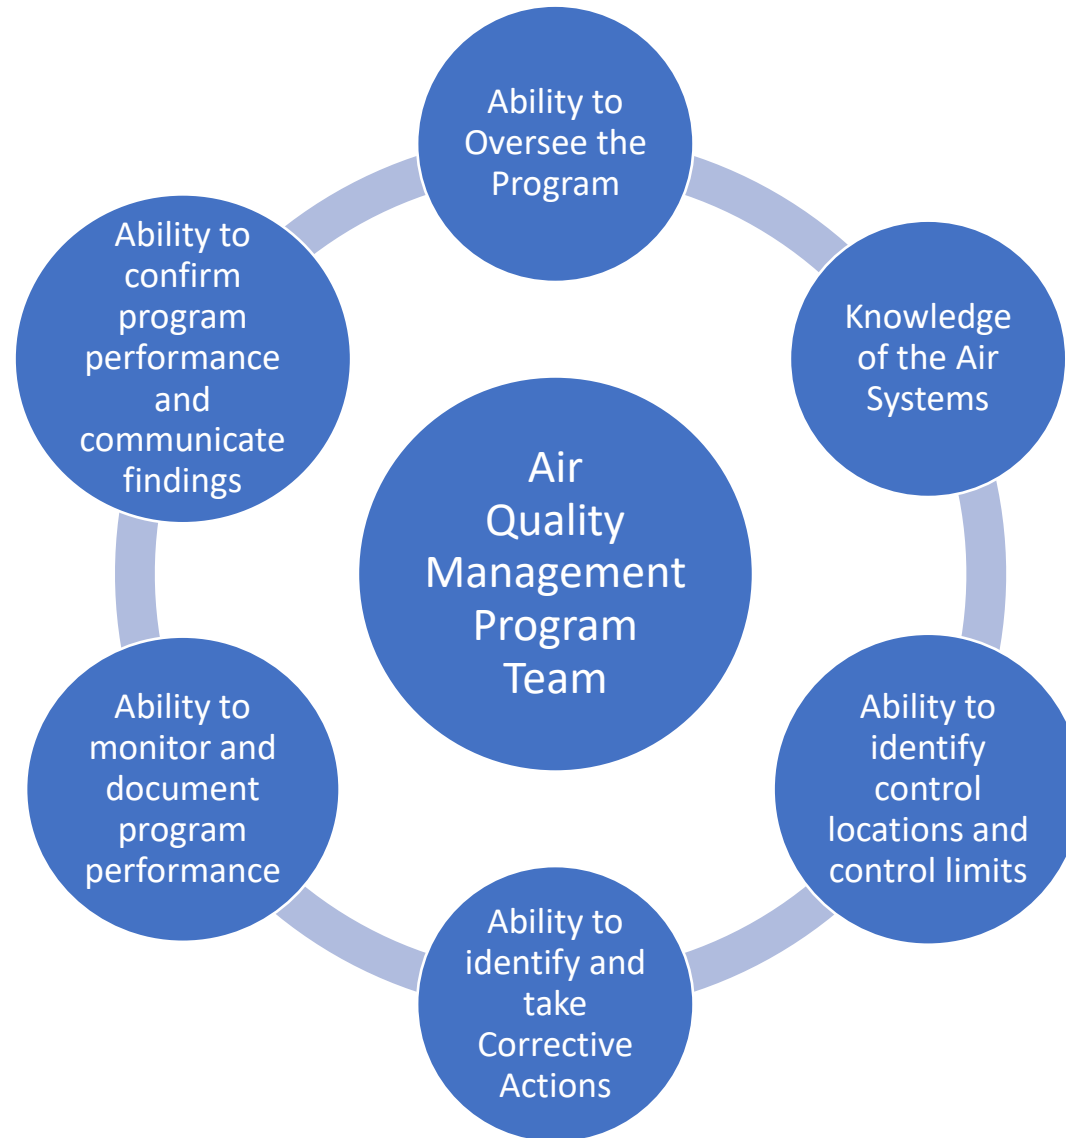 Ability to
Oversee the
Program
Knowledge
of the Air
Systems
Ability to
identify
control
locations and
control limits
Ability to
identify and
take
Corrective
Actions
Ability to
monitor and
document
program
performance
Ability to
confirm
program
performance
and
communicate
findings
Air
Quality
Management
Program
Team